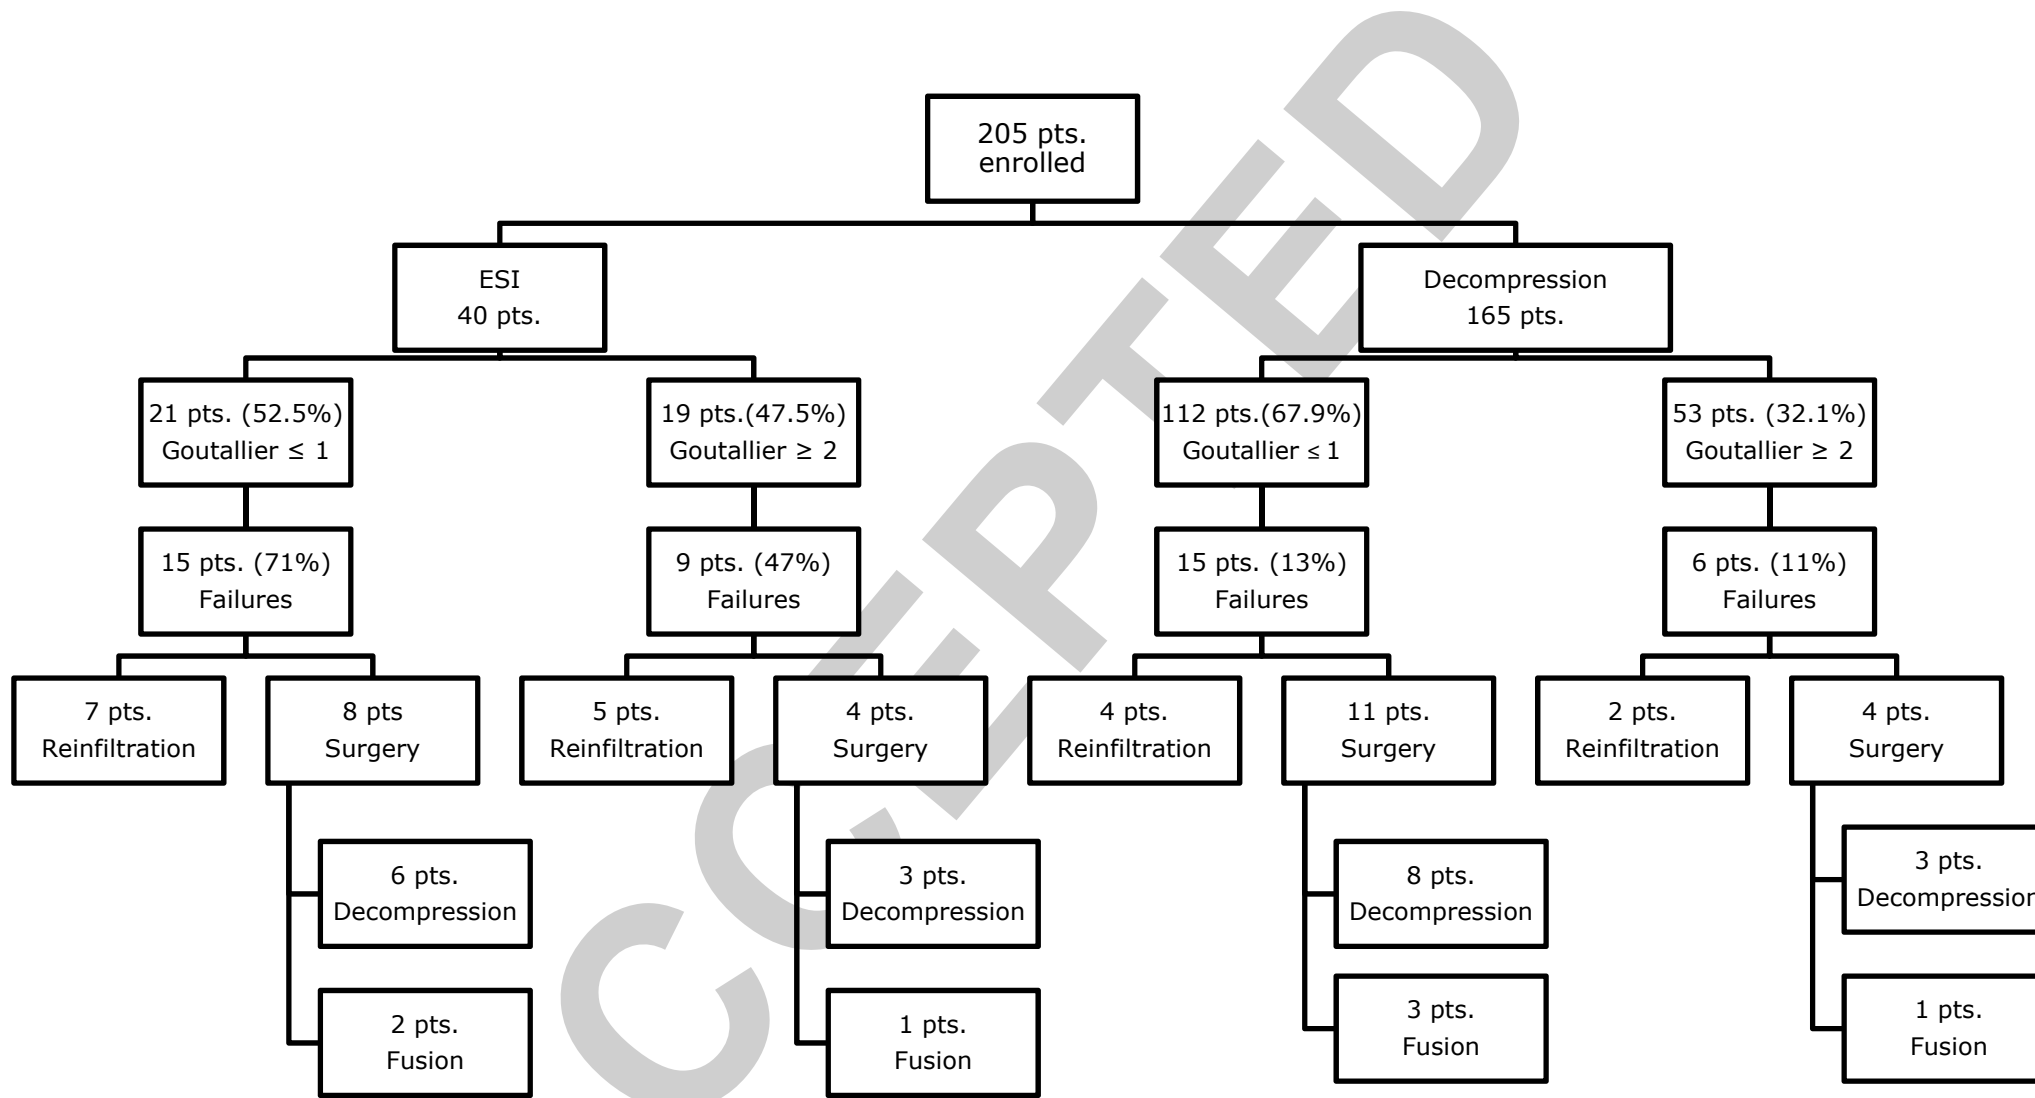 205 pts.
enrolled
ESI
40 pts.
Decompression
165 pts.
21 pts. (52.5%)
Goutallier ≤ 1
19 pts.(47.5%)
Goutallier ≥ 2
112 pts.(67.9%)
Goutallier ≤ 1
53 pts. (32.1%)
Goutallier ≥ 2
15 pts. (71%)
Failures
9 pts. (47%)
Failures
15 pts. (13%)
Failures
6 pts. (11%)
Failures
7 pts.
Reinfiltration
8 pts
Surgery
5 pts.
Reinfiltration
4 pts.
Surgery
4 pts.
Reinfiltration
11 pts.
Surgery
2 pts.
Reinfiltration
4 pts.
Surgery
6 pts.
Decompression
3 pts.
Decompression
8 pts.
Decompression
3 pts.
Decompression
2 pts.
Fusion
1 pts.
Fusion
3 pts.
Fusion
1 pts.
Fusion
CCEPTED